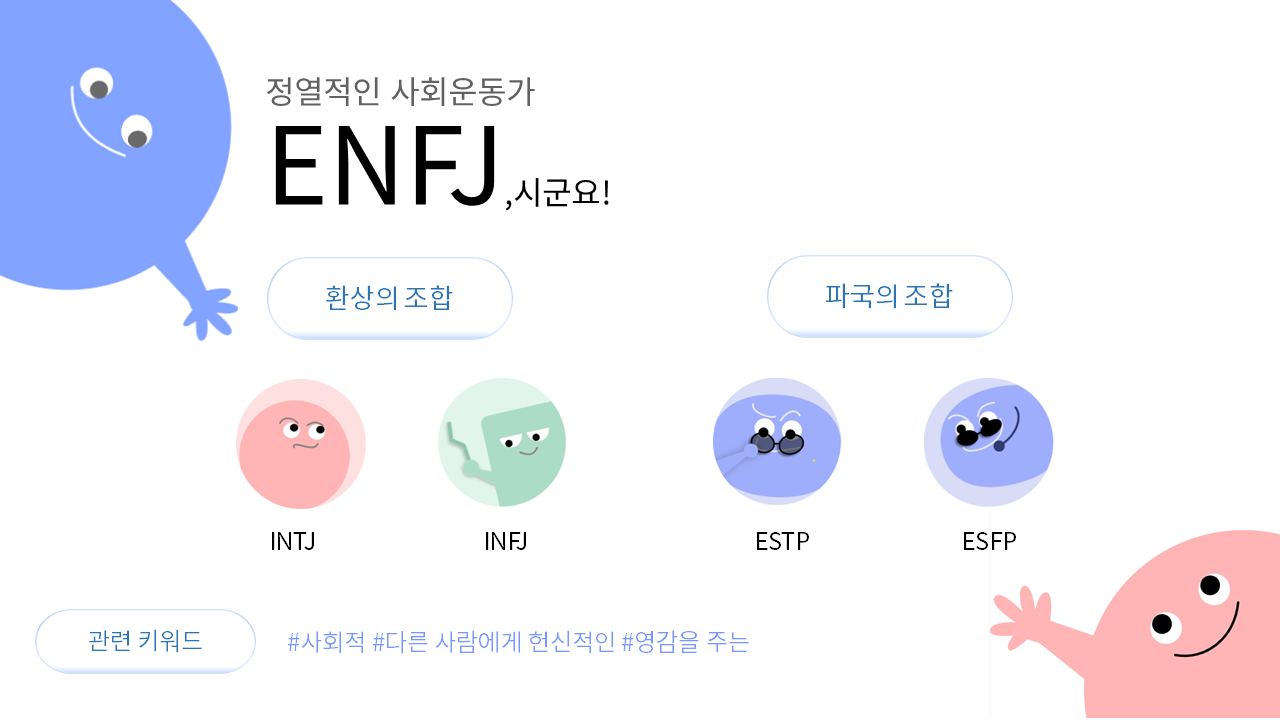 정열적인 사회운동가
ENFJ,시군요!
환상의 조합
파국의 조합
INTJ
INFJ
ESTP
ESFP
관련 키워드
#사회적 #다른 사람에게 헌신적인 #영감을 주는